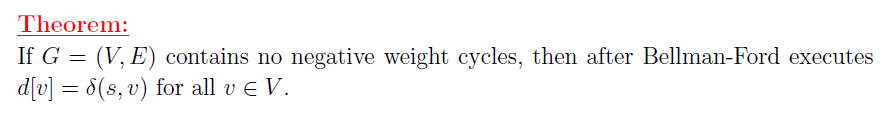 Theorem:
If G = (V, E) contains no negative weight cycles, then after Bellman-Ford executes
d[v] = δ(s, v) for all v ∈ V.